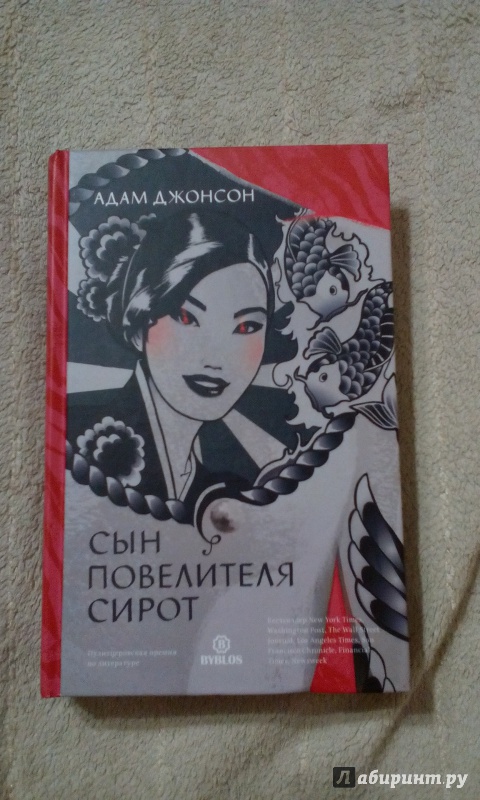 АДАМ ДЖОНСОН
СЫН
ПОВЕЛИТЕЛЯ
СИРОТ
Пулитцеровская премия
по литературе
B
BYBLOS
Бестселлер New York Times,
Washington Post, The Wall Street
Journal, Los Angeles Times, San
Francisco Chronicle, Financial
Times, Newsweek
Лабиринт.ру